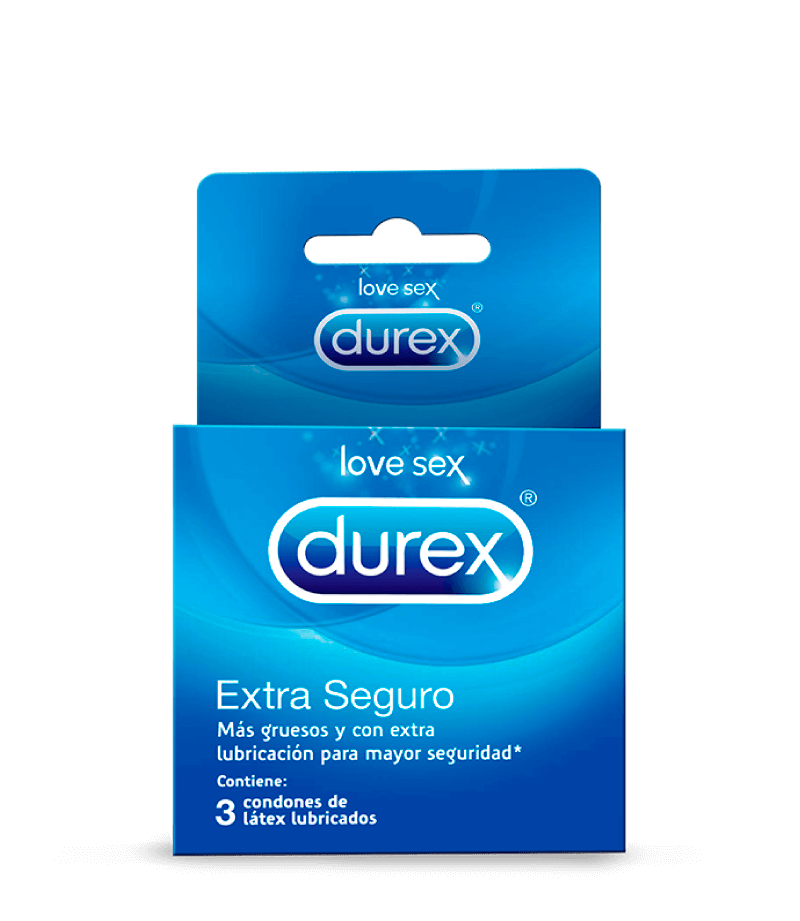 love sex
durex®
love sex
durex®
Extra Seguro
Más gruesos y con extra
lubricación para mayor seguridad*
Contiene:
3 condones de
látex lubricados